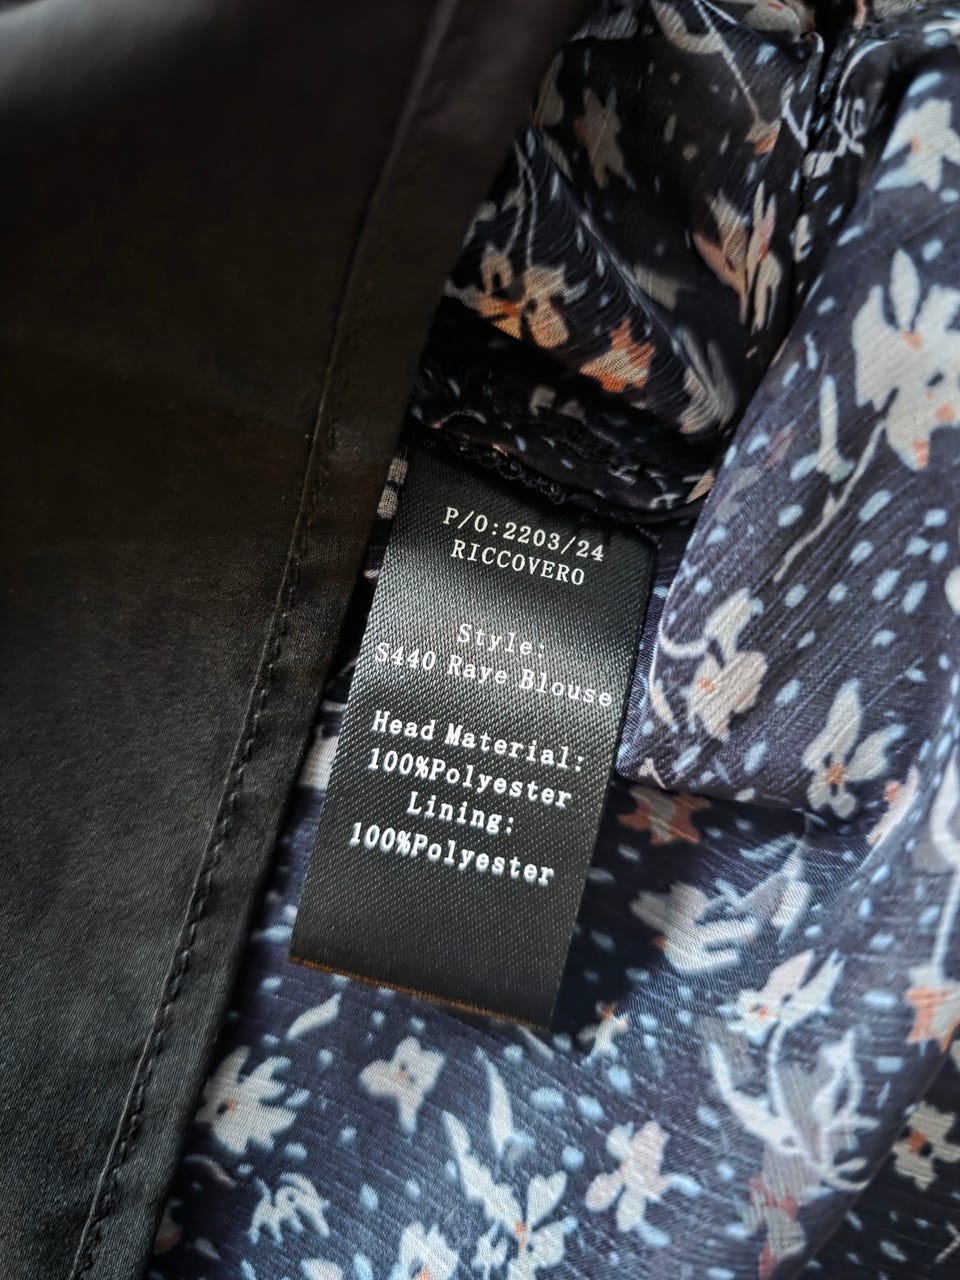 P/O:2203/24
RICCOVERO
Style:
S440 Raye Blouse
Head Material:
100%Polyester
Lining:
100%Polyester